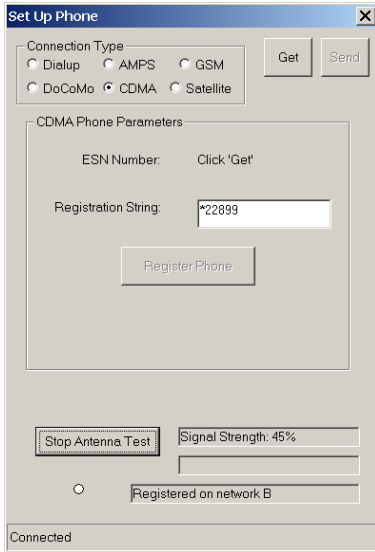 Set Up Phone
Connection Type
Dialup AMPS GSM
DoCoMo CDMA Satellite
Get Send
CDMA Phone Parameters
ESN Number: Click 'Get'
Registration String: *22899
Register Phone
Stop Antenna Test
Signal Strength: 45%
Registered on network B
Connected